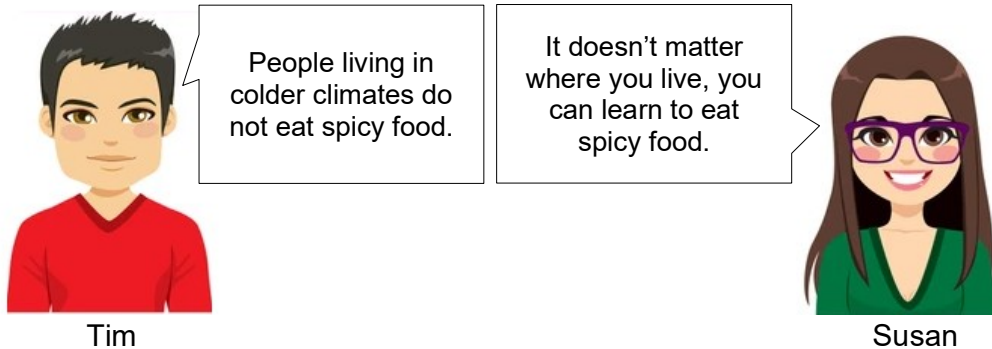 People living in
colder climates do
not eat spicy food.
It doesn’t matter
where you live, you
can learn to eat
spicy food.
Tim
Susan